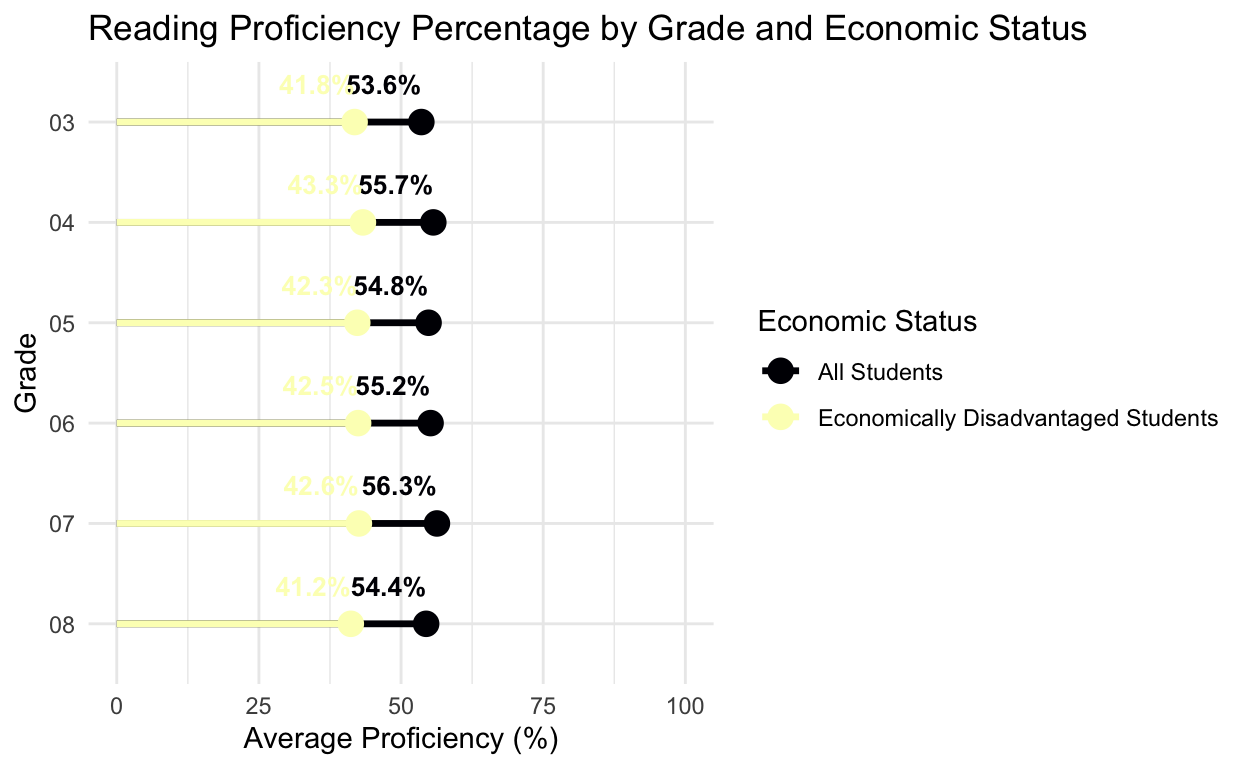 Reading Proficiency Percentage by Grade and Economic Status
41.8% 53.6%
03
43.3% 55.7%
04
42.3% 54.8%
05
42.5% 55.2%
06
42.6% 56.3%
07
41.2% 54.4%
08
Grade
0 25 50 75 100
Average Proficiency (%)
Economic Status
All Students
Economically Disadvantaged Students